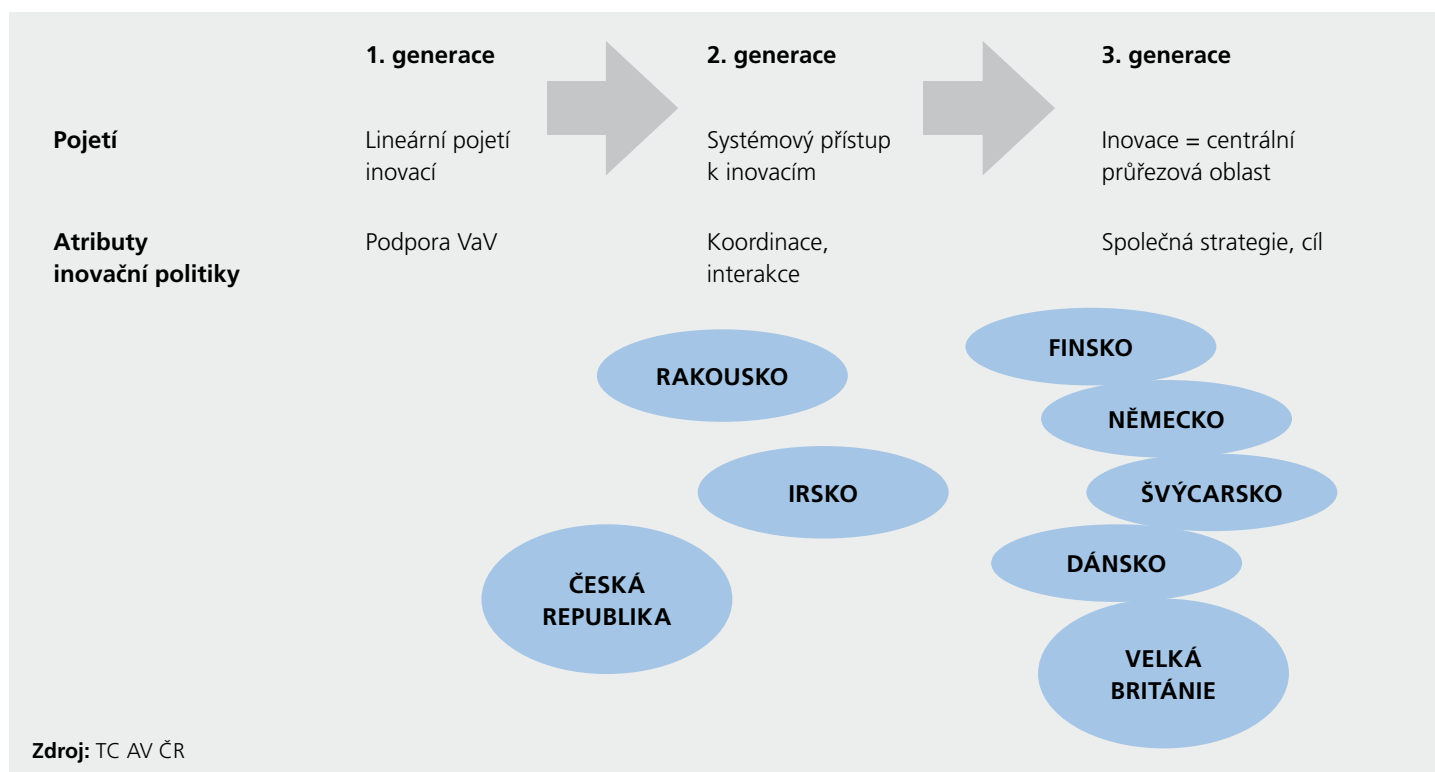 1. generace
2. generace
3. generace
Pojetí
Lineární pojetí
inovací
Systémový přístup
k inovacím
Inovace = centrální
průřezová oblast
Atributy
inovační politiky
Podpora VaV
Koordinace,
interakce
Společná strategie, cíl
FINSKO
RAKOUSKO
NĚMECKO
IRSKO
ŠVÝCARSKO
DÁNSKO
ČESKÁ
REPUBLIKA
VELKÁ
BRITÁNIE
Zdroj: TC AV ČR